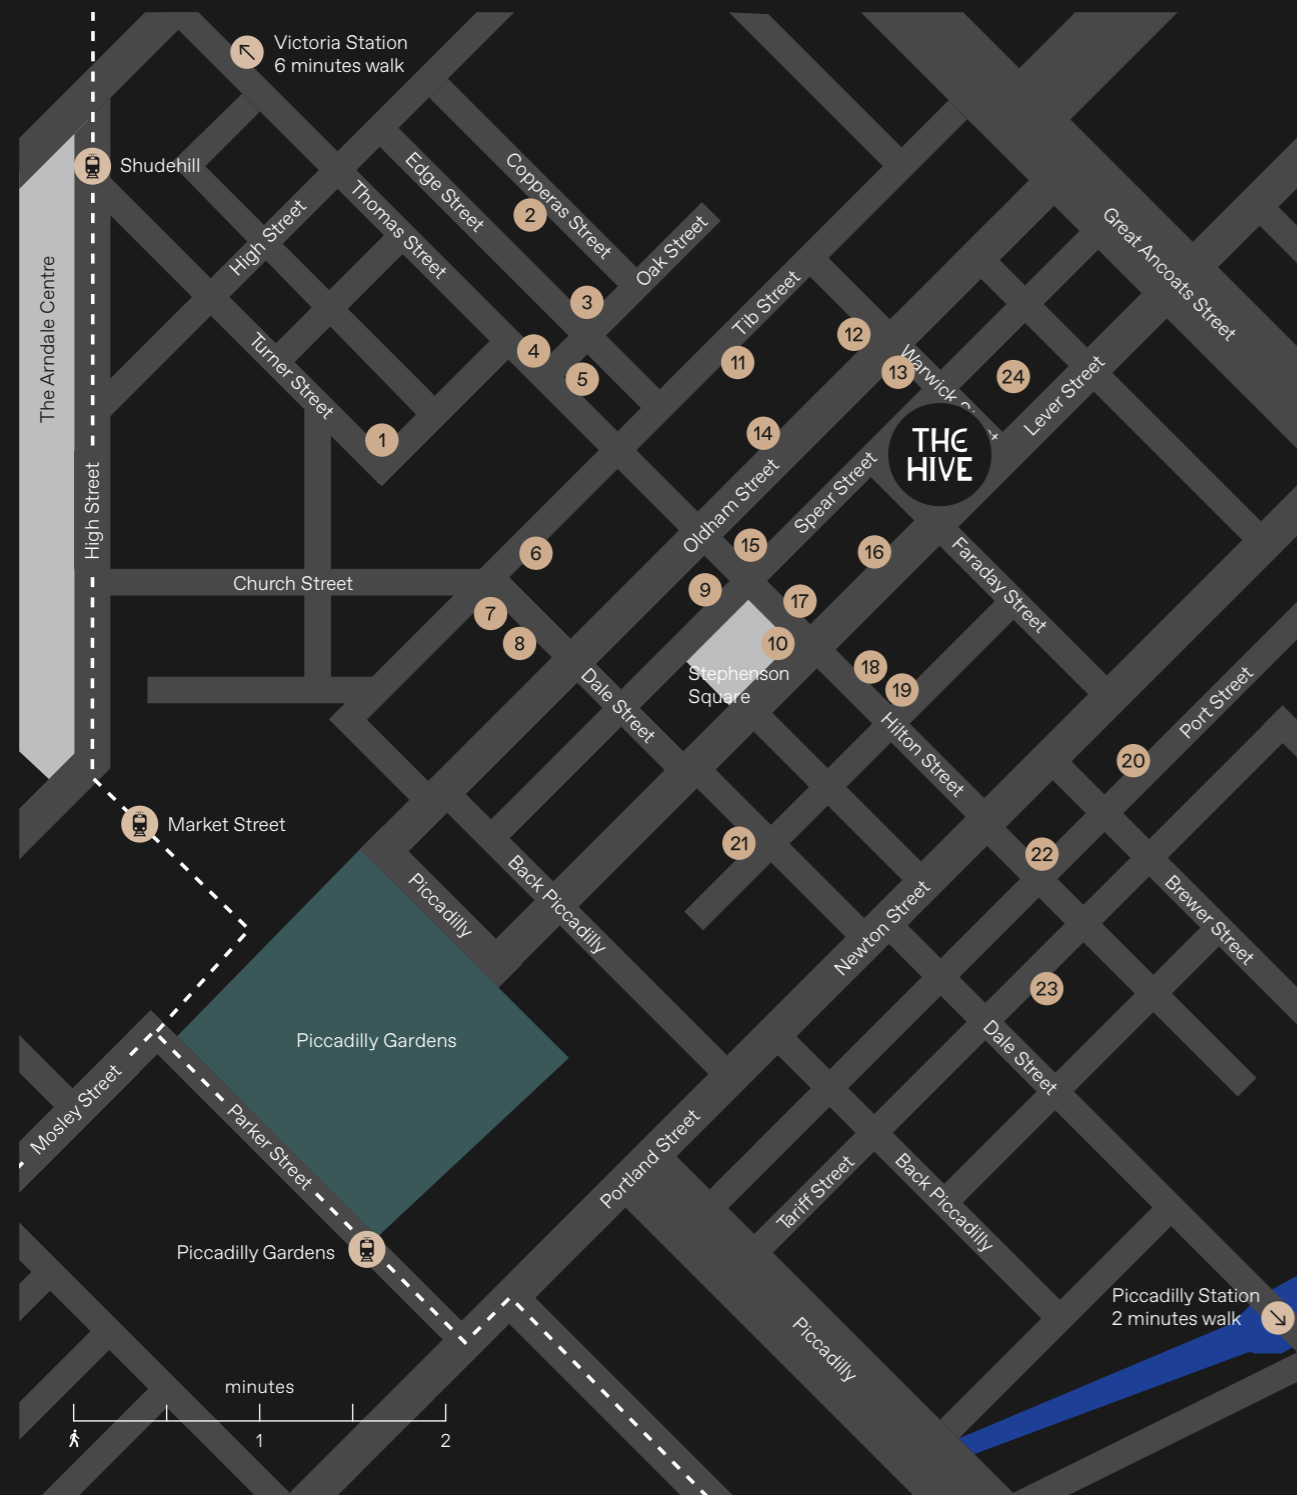 Victoria Station
6 minutes walk
Shudehill
Edge Street
Copperas Street
2
Thomas Street
High Street
Oak Street
Great Ancoats Street
The Arndale Centre
3
Tib Street
12
Warwick
4
5
11
13
24
Turner Street
Lever Street
1
14
THE
HIVE
High Street
Oldham Street
Spear Street
6
15
16
Church Street
Faraday Street
9
17
7
8
10
Stephenson
Square
18
19
Dale Street
Hilton Street
Port Street
20
Market Street
21
22
Piccadilly
Back Piccadilly
Newton Street
Brewer Street
23
Piccadilly Gardens
Dale Street
Mosley Street
Parker Street
Portland Street
Tariff Street
Back Piccadilly
Piccadilly Gardens
Piccadilly Station
2 minutes walk
Piccadilly
minutes
1
2